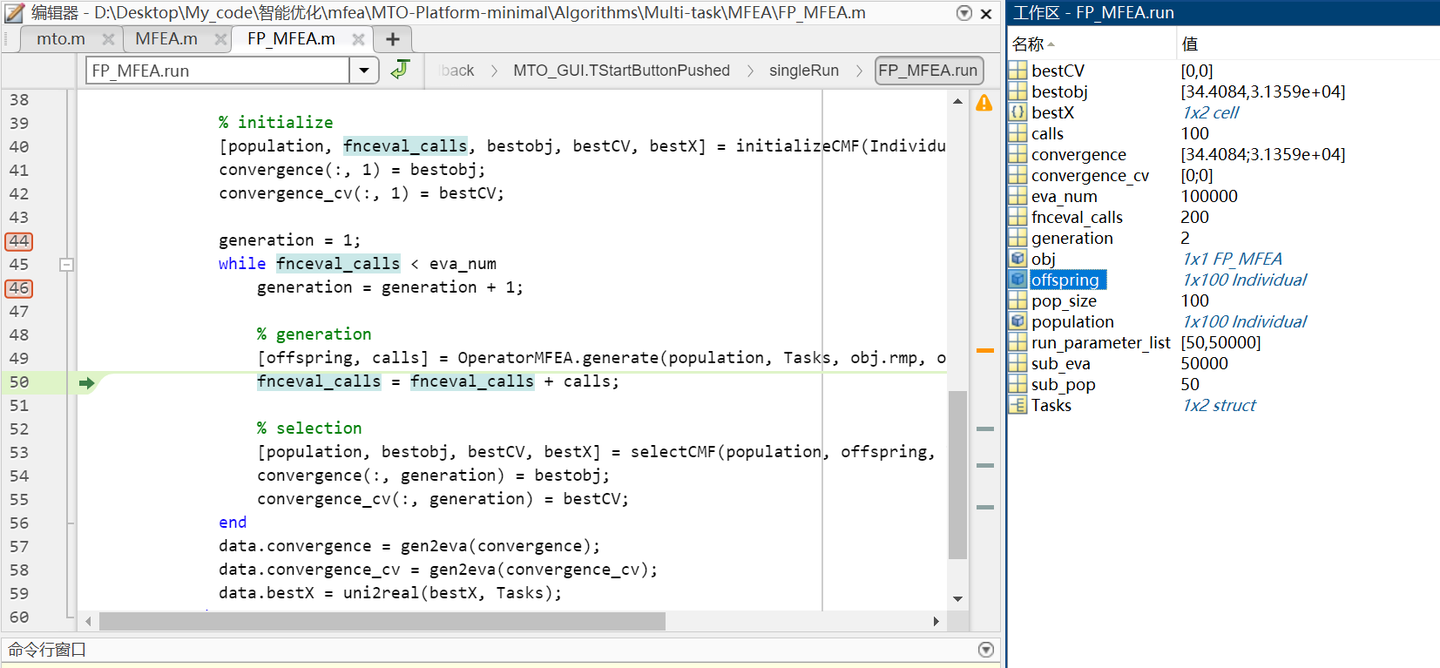 编辑器 - D:\Desktop\My_code\智能优化\mfea\MTO-Platform-minimal\Algorithms\Multi-task\MFEA\FP_MFEA.m
mto.m MFEA.m FP_MFEA.m
FP_MFEA.run back MTO_GUI.TStartButtonPushed singleRun FP_MFEA.run
38
39 % initialize
40 [population, fnceval_calls, bestobj, bestCV, bestX] = initializeCMF(Individu
41 convergence(:, 1) = bestobj;
42 convergence_cv(:, 1) = bestCV;
43
44 generation = 1;
45 while fnceval_calls < eva_num
46 generation = generation + 1;
47
48 % generation
49 [offspring, calls] = OperatorMFEA.generate(population, Tasks, obj.rmp, o
50 fnceval_calls = fnceval_calls + calls;
51
52 % selection
53 [population, bestobj, bestCV, bestX] = selectCMF(population, offspring,
54 convergence(:, generation) = bestobj;
55 convergence_cv(:, generation) = bestCV;
56 end
57 data.convergence = gen2eva(convergence);
58 data.convergence_cv = gen2eva(convergence_cv);
59 data.bestX = uni2real(bestX, Tasks);
60
命令行窗口
工作区 - FP_MFEA.run
名称 值
bestCV [0,0]
bestobj [34.4084,3.1359e+04]
bestX 1x2 cell
calls 100
convergence [34.4084;3.1359e+04]
convergence_cv [0;0]
eva_num 100000
fnceval_calls 200
generation 2
obj 1x1 FP_MFEA
offspring 1x100 Individual
pop_size 100
population 1x100 Individual
run_parameter_list [50,50000]
sub_eva 50000
sub_pop 50
Tasks 1x2 struct